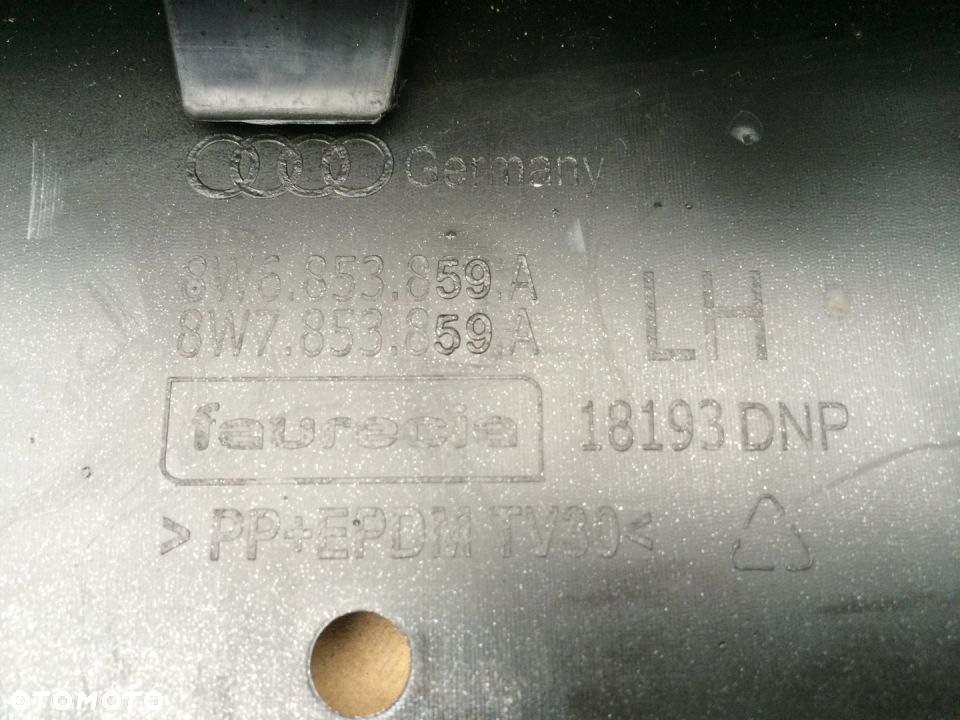 Germany
8W6.853.859.A
8W7.853.859.A
LH
faurecia
18193 DNP
>PP+EPDM TV30<
OTOMOTO